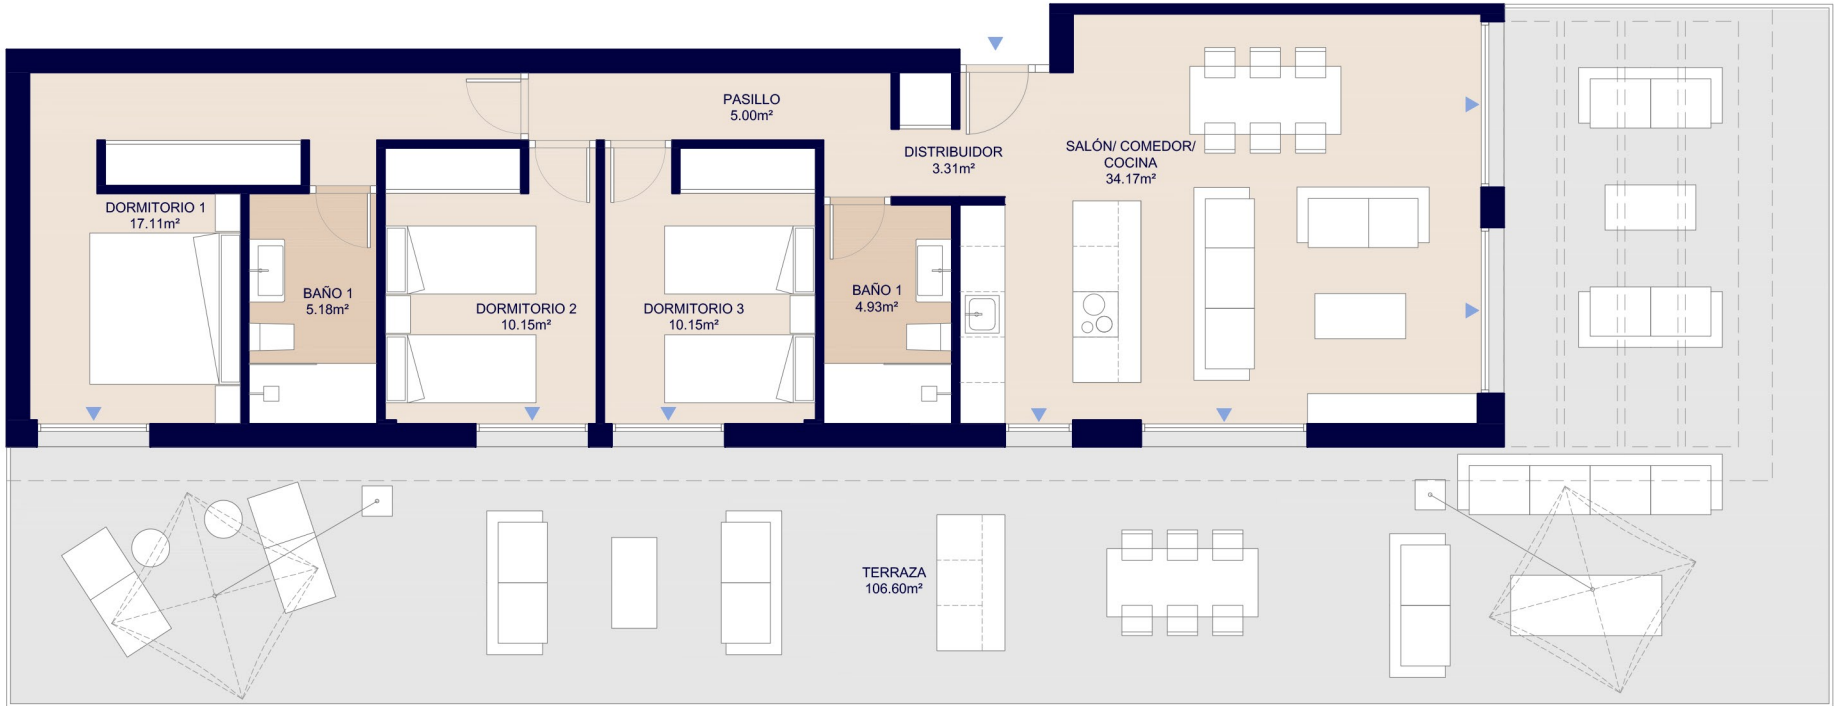 PASILLO
5.00m²
DISTRIBUIDOR
3.31m²
SALÓN/ COMEDOR/
COCINA
34.17m²
DORMITORIO 1
17.11m²
BAÑO 1
5.18m²
DORMITORIO 2
10.15m²
DORMITORIO 3
10.15m²
BAÑO 1
4.93m²
TERRAZA
106.60m²